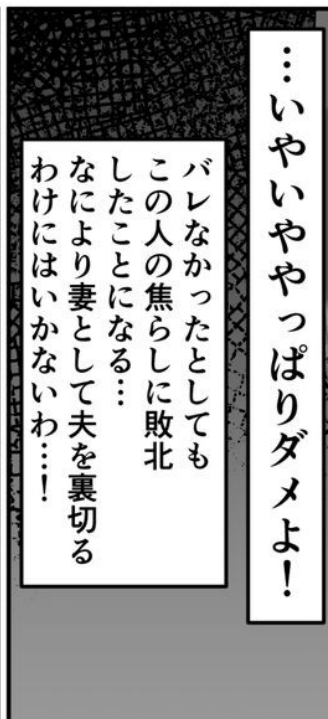 …いやいややっぱりダメよ！
バレなかったとしても
この人の焦らしに敗北
したことになる…
なにより妻として夫を裏切る
わけにはいかないわ…！